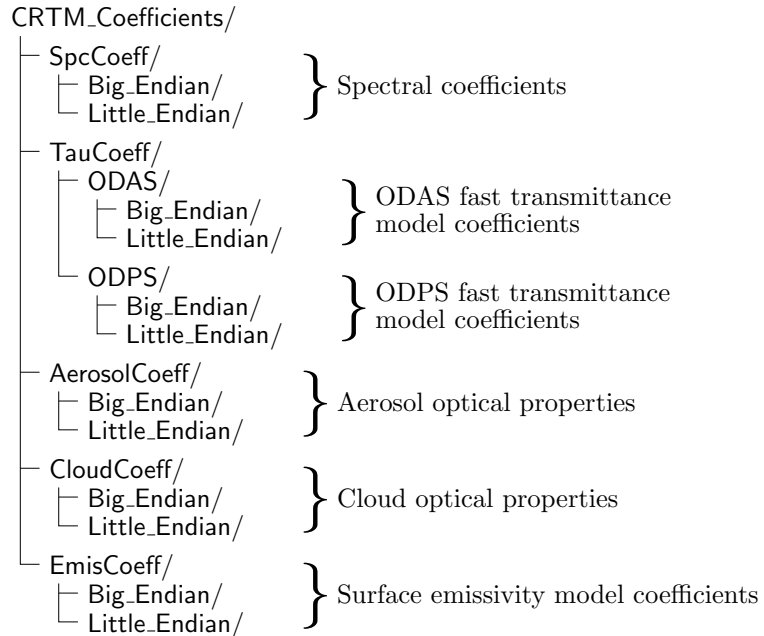 CRTM_Coefficients/
SpcCoeff/
Big_Endian/
Little_Endian/
Spectral coefficients
TauCoeff/
ODAS/
Big_Endian/
Little_Endian/
ODAS fast transmittance
model coefficients
ODPS/
Big_Endian/
Little_Endian/
ODPS fast transmittance
model coefficients
AerosolCoeff/
Big_Endian/
Little_Endian/
Aerosol optical properties
CloudCoeff/
Big_Endian/
Little_Endian/
Cloud optical properties
EmisCoeff/
Big_Endian/
Little_Endian/
Surface emissivity model coefficients